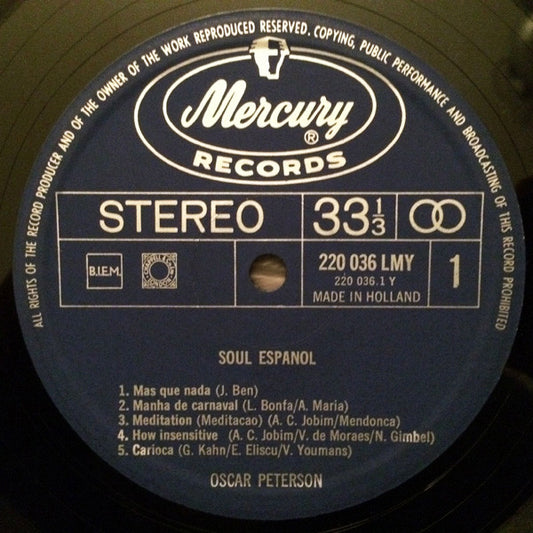 ALL RIGHTS OF THE RECORD PRODUCER AND OF THE OWNER OF THE WORK REPRODUCED RESERVED. COPYING, PUBLIC PERFORMANCE AND BROADCASTING OF THIS RECORD PROHIBITED
Mercury ®
RECORDS
STEREO 33 1/3
220 036 LMY
B.I.E.M. 220 036.1 Y 1
MADE IN HOLLAND
SOUL ESPANOL
1. Mas que nada (J. Ben)
2. Manha de carnaval (L. Bonfa/A. Maria)
3. Meditation (Meditacao) (A. C. Jobim/Mendonca)
4. How insensitive (A. C. Jobim/V. de Moraes/N. Gimbel)
5. Carioca (G. Kahn/E. Eliscu/V. Youmans)
OSCAR PETERSON